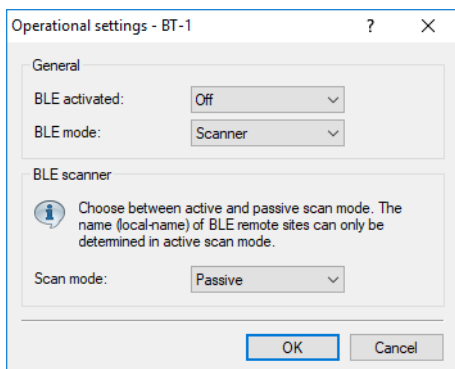 Operational settings - BT-1 ? X
General
BLE activated: Off
BLE mode: Scanner
BLE scanner
Choose between active and passive scan mode. The
name (local-name) of BLE remote sites can only be
determined in active scan mode.
Scan mode: Passive
OK Cancel